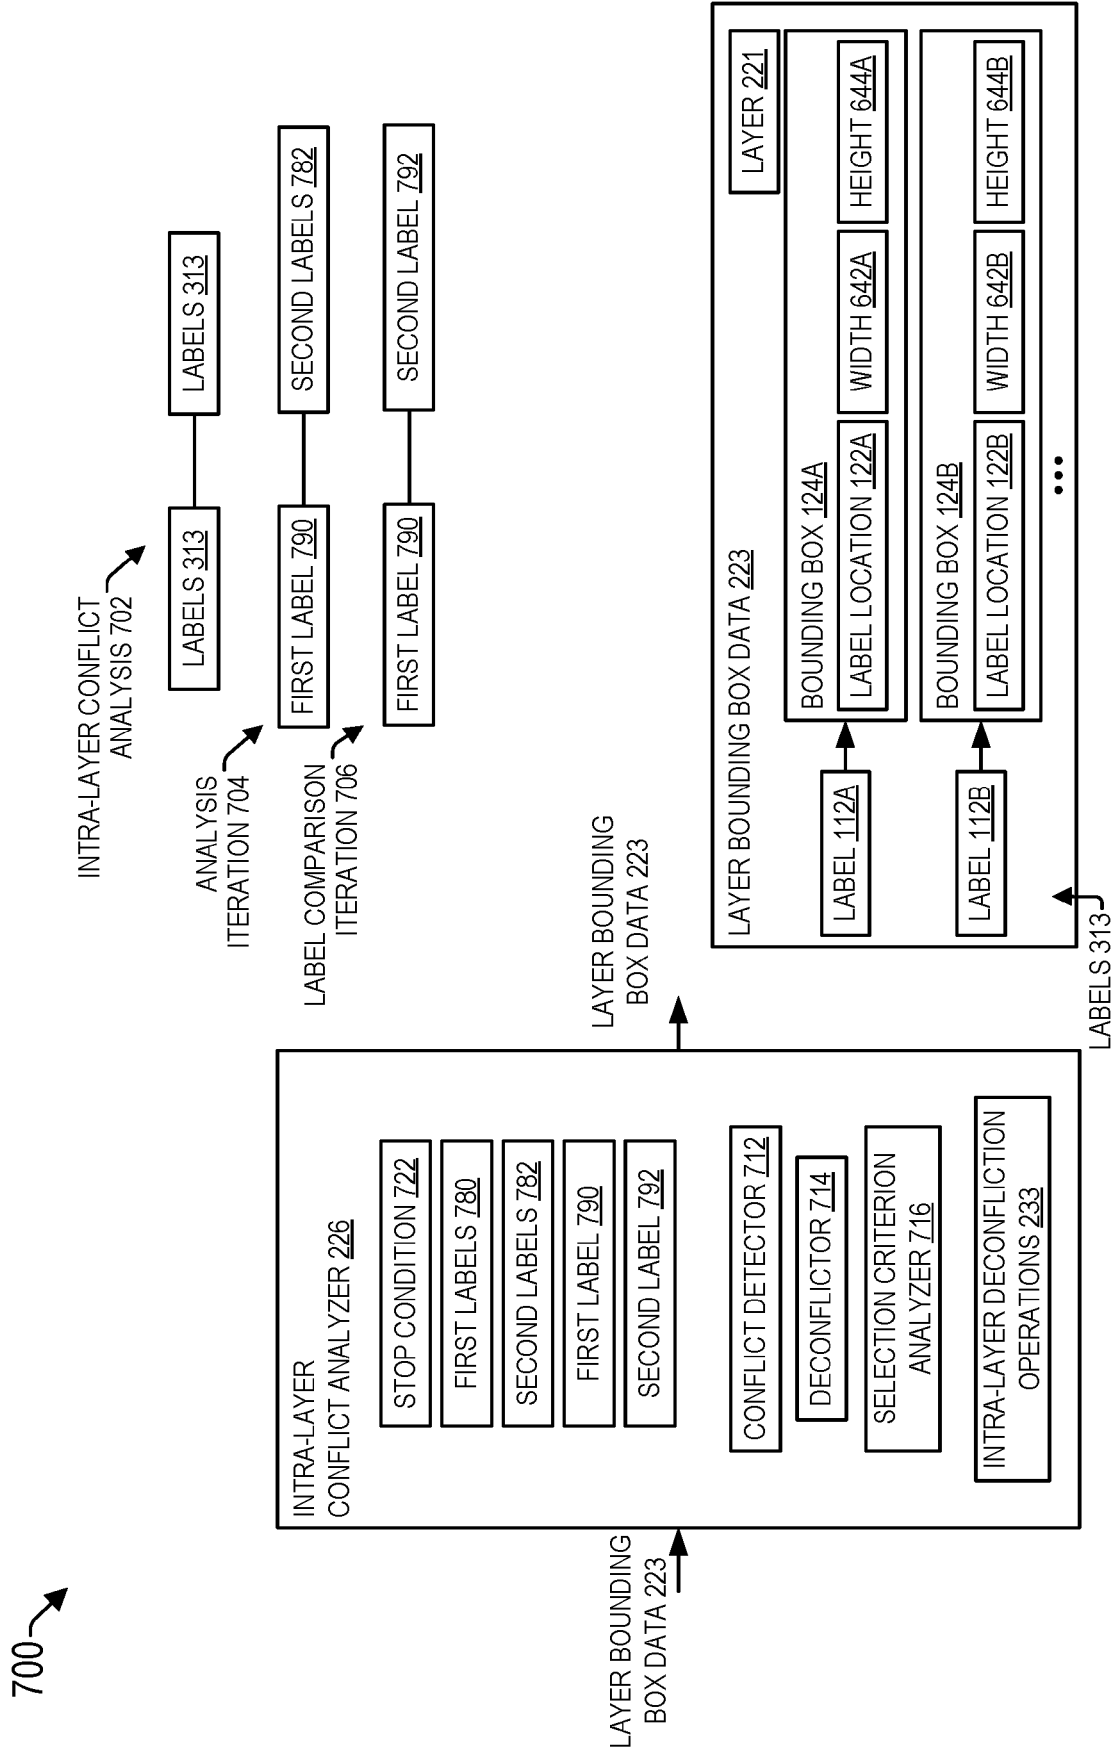 700
LAYER BOUNDING
BOX DATA 223
INTRA-LAYER
CONFLICT ANALYZER 226
STOP CONDITION 722
FIRST LABELS 780
SECOND LABELS 782
FIRST LABEL 790
SECOND LABEL 792
CONFLICT DETECTOR 712
DECONFLICTOR 714
SELECTION CRITERION
ANALYZER 716
INTRA-LAYER DECONFLICTION
OPERATIONS 233
LAYER BOUNDING
BOX DATA 223
INTRA-LAYER CONFLICT
ANALYSIS 702
LABELS 313
LABELS 313
ANALYSIS
ITERATION 704
FIRST LABEL 790
SECOND LABELS 782
LABEL COMPARISON
ITERATION 706
FIRST LABEL 790
SECOND LABEL 792
LAYER BOUNDING BOX DATA 223
LAYER 221
LABEL 112A
BOUNDING BOX 124A
LABEL LOCATION 122A
WIDTH 642A
HEIGHT 644A
LABEL 112B
BOUNDING BOX 124B
LABEL LOCATION 122B
WIDTH 642B
HEIGHT 644B
•••
LABELS 313